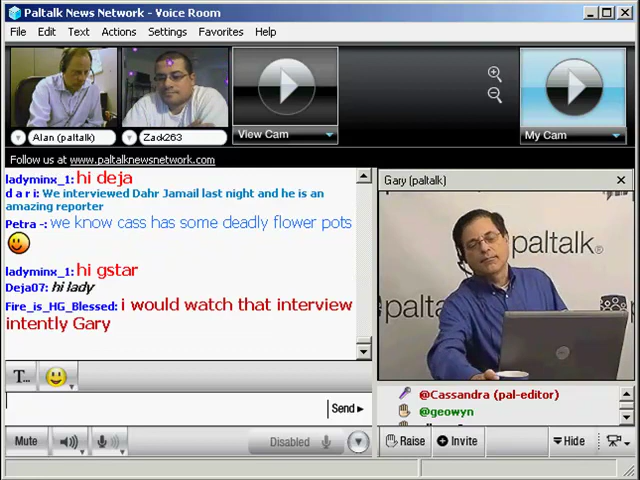 Paltalk News Network - Voice Room
File Edit Text Actions Settings Favorites Help
Alan (paltalk)
Zack263
View Cam
My Cam
Follow us at www.paltalknewsnetwork.com
ladyminx_1: hi deja
d a r i: We interviewed Dahr Jamail last night and he is an
amazing reporter
Petra -: we know cass has some deadly flower pots
ladyminx_1: hi gstar
Deja07: hi lady
Fire_is_HG_Blessed: i would watch that interview
intently Gary
T...
Send
Mute
Disabled
Gary (paltalk)
paltalk®
paltalk
@Cassandra (pal-editor)
@geowyn
Raise Invite Hide